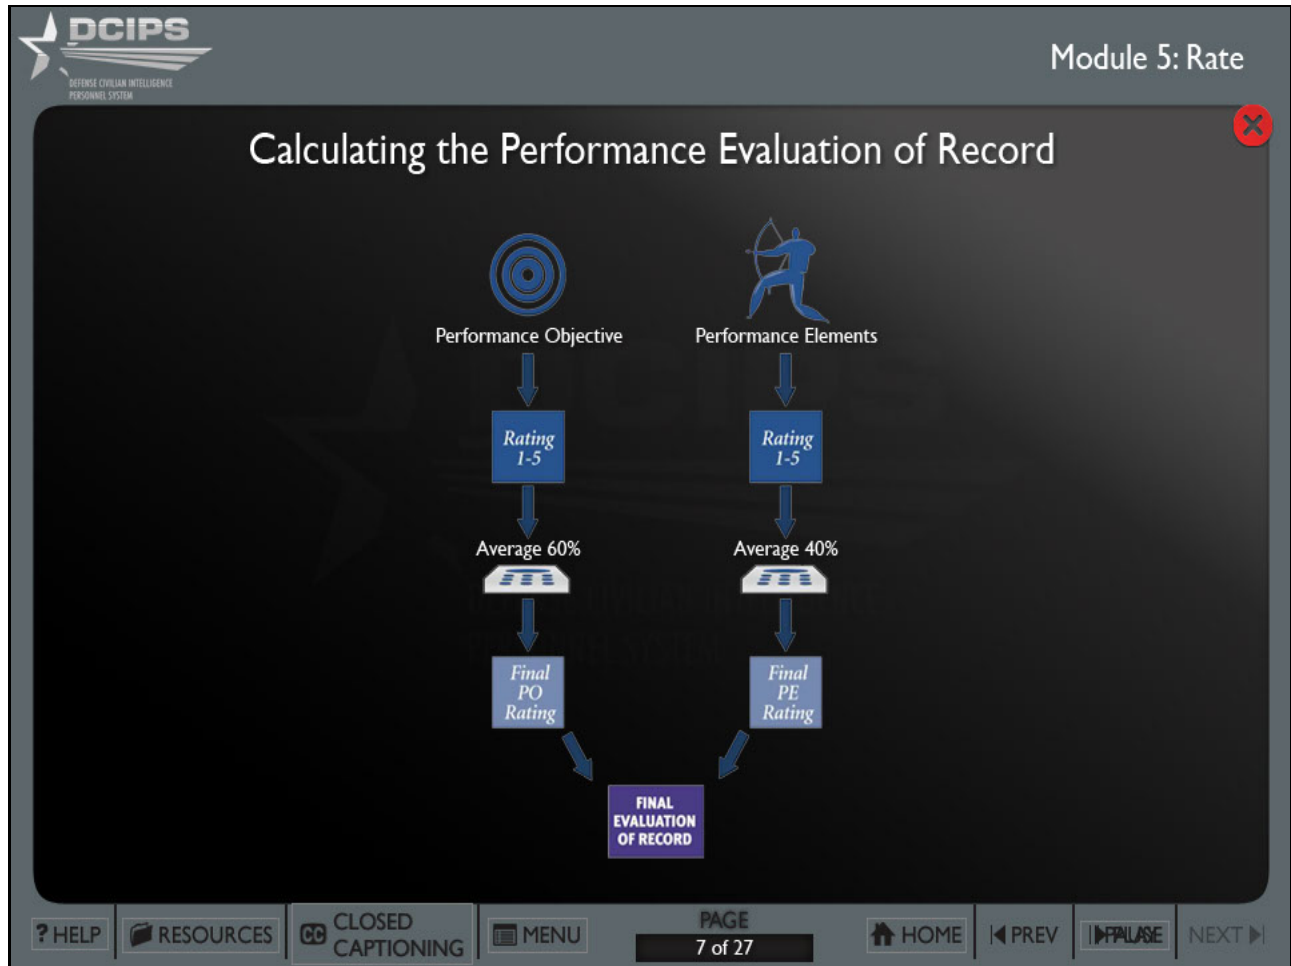 DCIPS
DEFENSE CIVILIAN INTELLIGENCE
PERSONNEL SYSTEM
Module 5: Rate
Calculating the Performance Evaluation of Record
Performance Objective
Performance Elements
Rating
1-5
Rating
1-5
Average 60%
Average 40%
Final
PO
Rating
Final
PE
Rating
FINAL
EVALUATION
OF RECORD
? HELP
RESOURCES
CC CLOSED
CAPTIONING
MENU
PAGE
7 of 27
HOME
PREV
NEXT